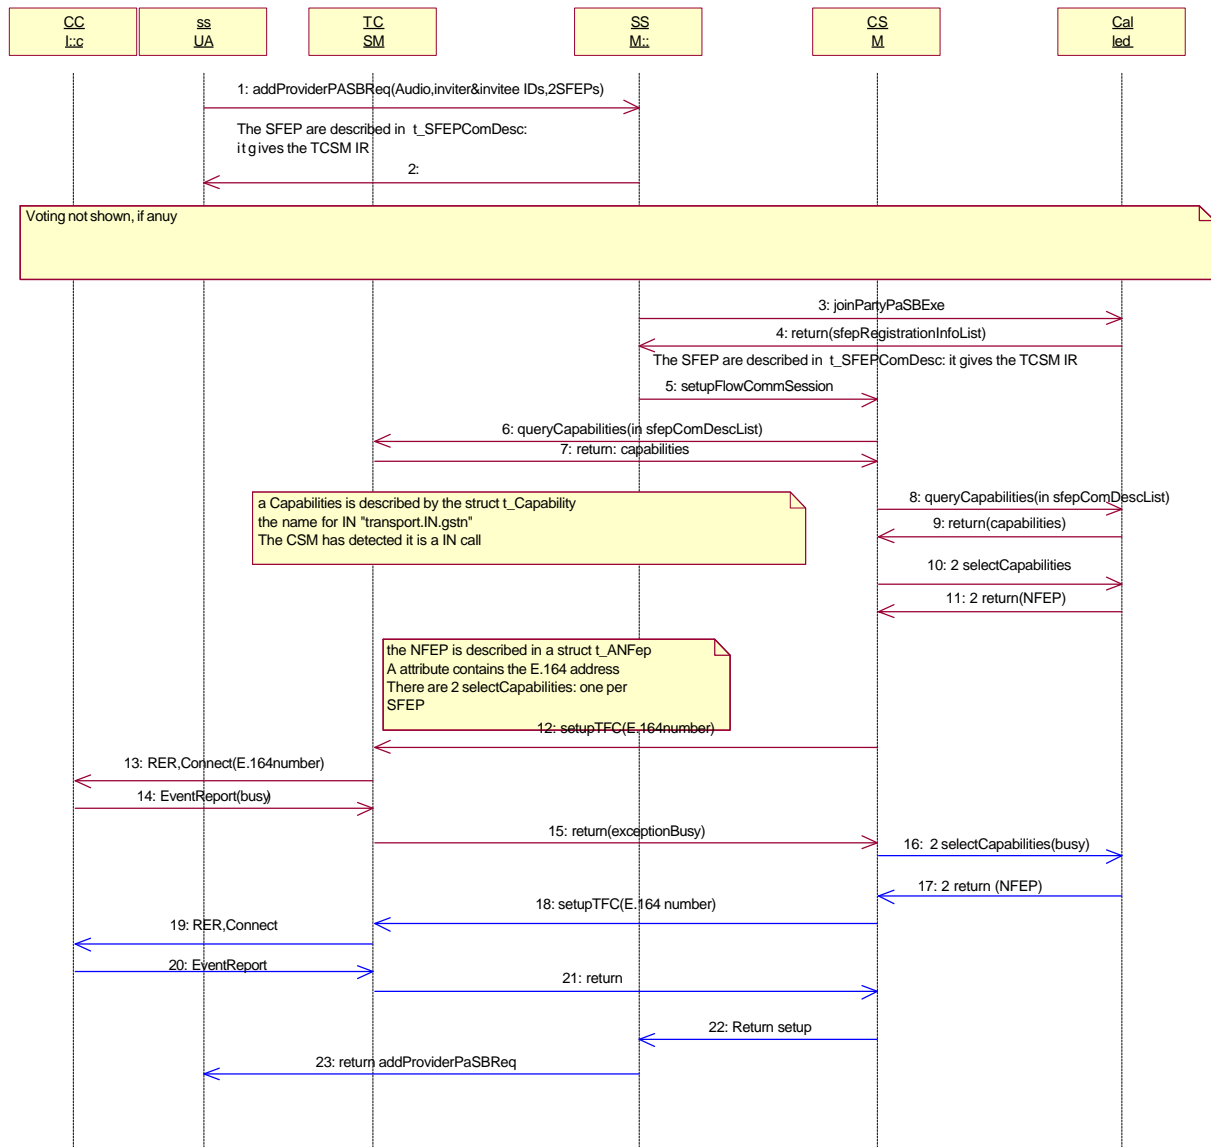 CC
I::c
ss
UA
TC
SM
SS
M::
CS
M
Cal
led
1: addProviderPASBReq(Audio,inviter&invitee IDs,2SFEPs)
The SFEP are described in t_SFEPComDesc:
it gives the TCSM IR
2:
Voting not shown, if anuy
3: joinPartyPaSBExe
4: return(sfepRegistrationInfoList)
The SFEP are described in t_SFEPComDesc: it gives the TCSM IR
5: setupFlowCommSession
6: queryCapabilities(in sfepComDescList)
7: return: capabilities
a Capabilities is described by the struct t_Capability
the name for IN "transport.IN.gstn"
The CSM has detected it is a IN call
8: queryCapabilities(in sfepComDescList)
9: return(capabilities)
10: 2 selectCapabilities
11: 2 return(NFEP)
the NFEP is described in a struct t_ANFep
A attribute contains the E.164 address
There are 2 selectCapabilities: one per
SFEP
12: setupTFC(E.164number)
13: RER,Connect(E.164number)
14: EventReport(busy)
15: return(exceptionBusy)
16: 2 selectCapabilities(busy)
17: 2 return (NFEP)
18: setupTFC(E.164 number)
19: RER,Connect
20: EventReport
21: return
22: Return setup
23: return addProviderPaSBReq